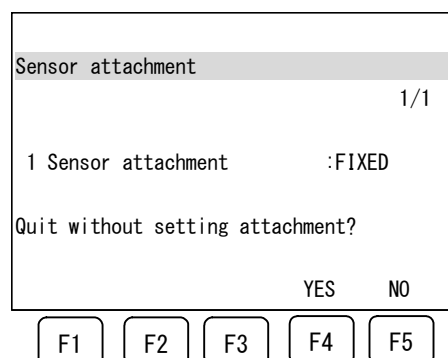 Sensor attachment
1/1
1 Sensor attachment :FIXED
Quit without setting attachment?
YES NO
F1 F2 F3 F4 F5